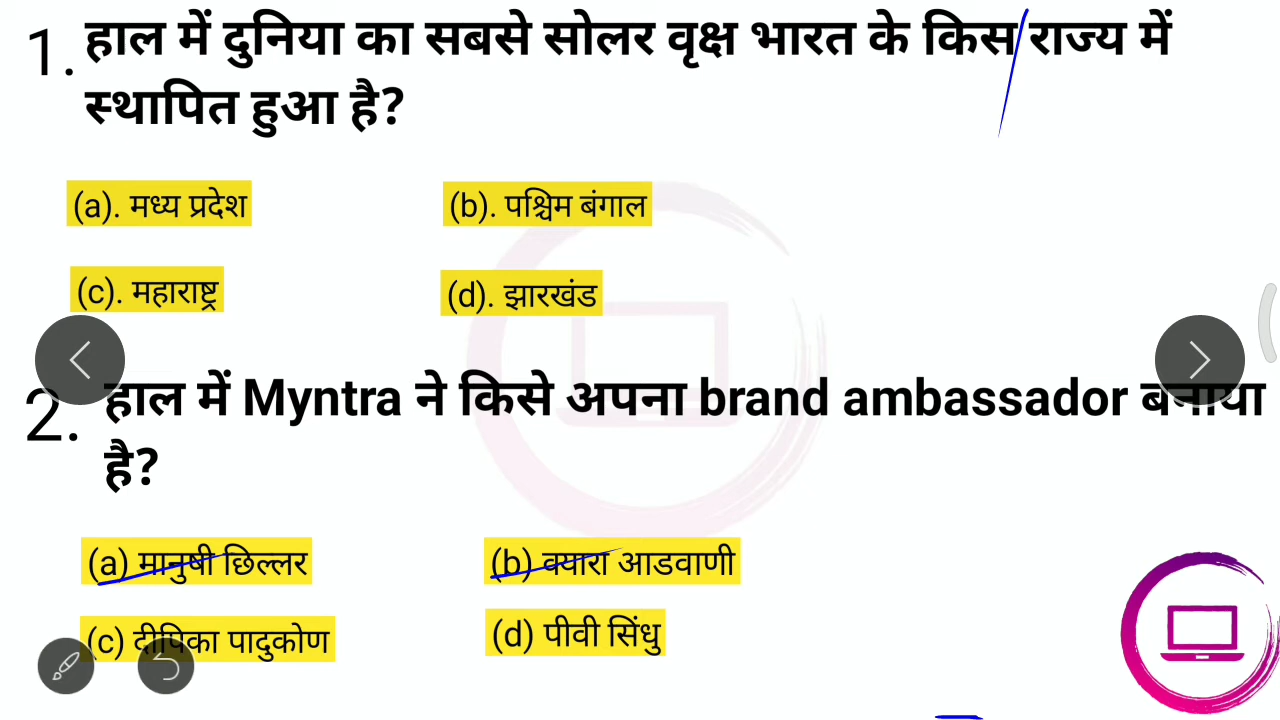 1. हाल में दुनिया का सबसे सोलर वृक्ष भारत के किस राज्य में
स्थापित हुआ है?
(a). मध्य प्रदेश (b). पश्चिम बंगाल
(c). महाराष्ट्र (d). झारखंड
2. हाल में Myntra ने किसे अपना brand ambassador बनाया
है?
(a) मानुषी छिल्लर (b) क्यारा आडवाणी
(c) दीपिका पादुकोण (d) पीवी सिंधु